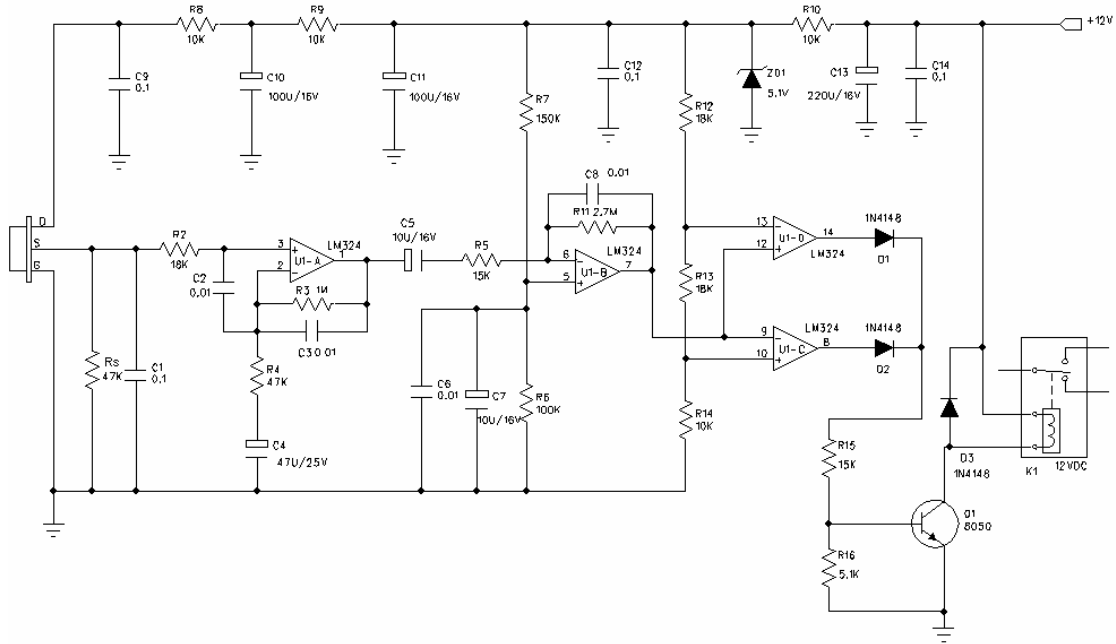 R8
10K
R9
10K
R10
10K
+12V
C9
0.1
C10
100U/16V
C11
100U/16V
C12
0.1
ZD1
5.1V
C13
220U/16V
C14
0.1
R7
150K
R12
18K
C8 0.01
R11 2.7M
D
S
G
R2
18K
C2
0.01
3
2
U1-A
1
LM324
R3 1M
C3 0.01
C5
10U/16V
R5
15K
6
5
U1-B
7
LM324
13
12
U1-D
14
LM324
1N4148
D1
R13
18K
9
10
U1-C
8
LM324
1N4148
D2
RS
47K
C1
0.1
R4
47K
C4
47U/25V
C6
0.01
C7
10U/16V
R6
100K
R14
10K
R15
15K
D3
1N4148
K1
12VDC
Q1
8050
R16
5.1K